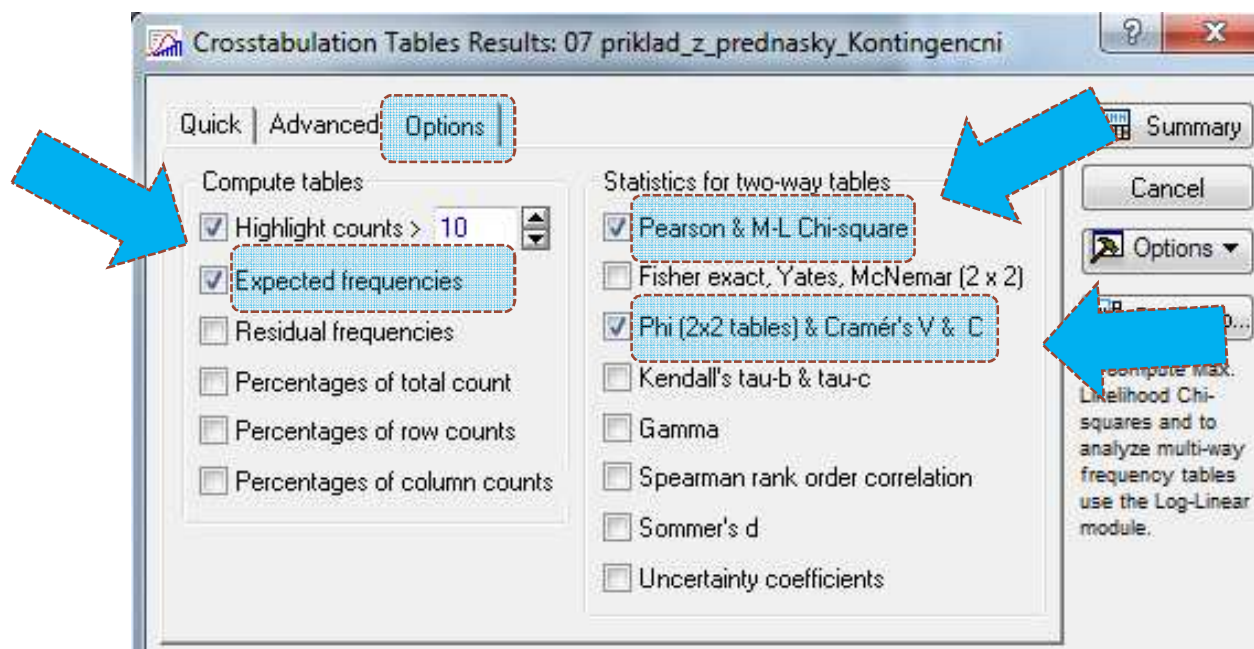 Crosstabulation Tables Results: 07 priklad_z_prednasky_Kontingencni
Quick
Advanced
Options
Compute tables
Highlight counts > 10
Expected frequencies
Residual frequencies
Percentages of total count
Percentages of row counts
Percentages of column counts
Statistics for two-way tables
Pearson & M-L Chi-square
Fisher exact, Yates, McNemar (2 x 2)
Phi (2x2 tables) & Cramér's V & C
Kendall's tau-b & tau-c
Gamma
Spearman rank order correlation
Sommer's d
Uncertainty coefficients
Summary
Cancel
Options
Max.
Likelihood Chi-
squares and to
analyze multi-way
frequency tables
use the Log-Linear
module.